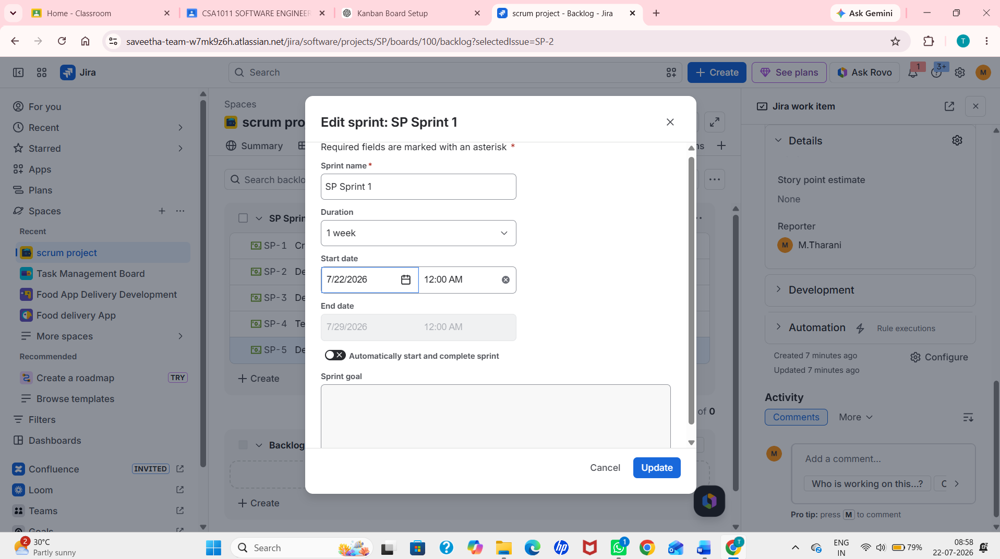 Home - Classroom
CSA1011 SOFTWARE ENGINEER
Kanban Board Setup
scrum project - Backlog - Jira
Ask Gemini
saveetha-team-w7mk9z6h.atlassian.net/jira/software/projects/SP/boards/100/backlog?selectedIssue=SP-2
T
Jira
Search
Create
See plans
Ask Rovo
1
3+
M
For you
Recent
Starred
Apps
Plans
Spaces
Recent
scrum project
Task Management Board
Food App Delivery Development
Food delivery App
More spaces
Recommended
Create a roadmap
TRY
Browse templates
Filters
Dashboards
Confluence
INVITED
Loom
Teams
Goals
Spaces
scrum pro
Summary
ns
Search backlo
SP Sprin
SP-1 Cr
SP-2 De
SP-3 De
SP-4 Te
SP-5 De
Create
of 0
Backlog
Create
Edit sprint: SP Sprint 1
Required fields are marked with an asterisk *
Sprint name*
SP Sprint 1
Duration
1 week
Start date
7/22/2026
12:00 AM
End date
7/29/2026
12:00 AM
Automatically start and complete sprint
Sprint goal
Cancel
Update
Jira work item
Details
Story point estimate
None
Reporter
M M.Tharani
Development
Automation
Rule executions
Created 7 minutes ago
Updated 7 minutes ago
Configure
Activity
Comments
More
M
Add a comment...
Who is working on this...?
Pro tip: press M to comment
2
30°C
Partly sunny
Search
1
T
ENG
IN
79%
08:58
22-07-2026